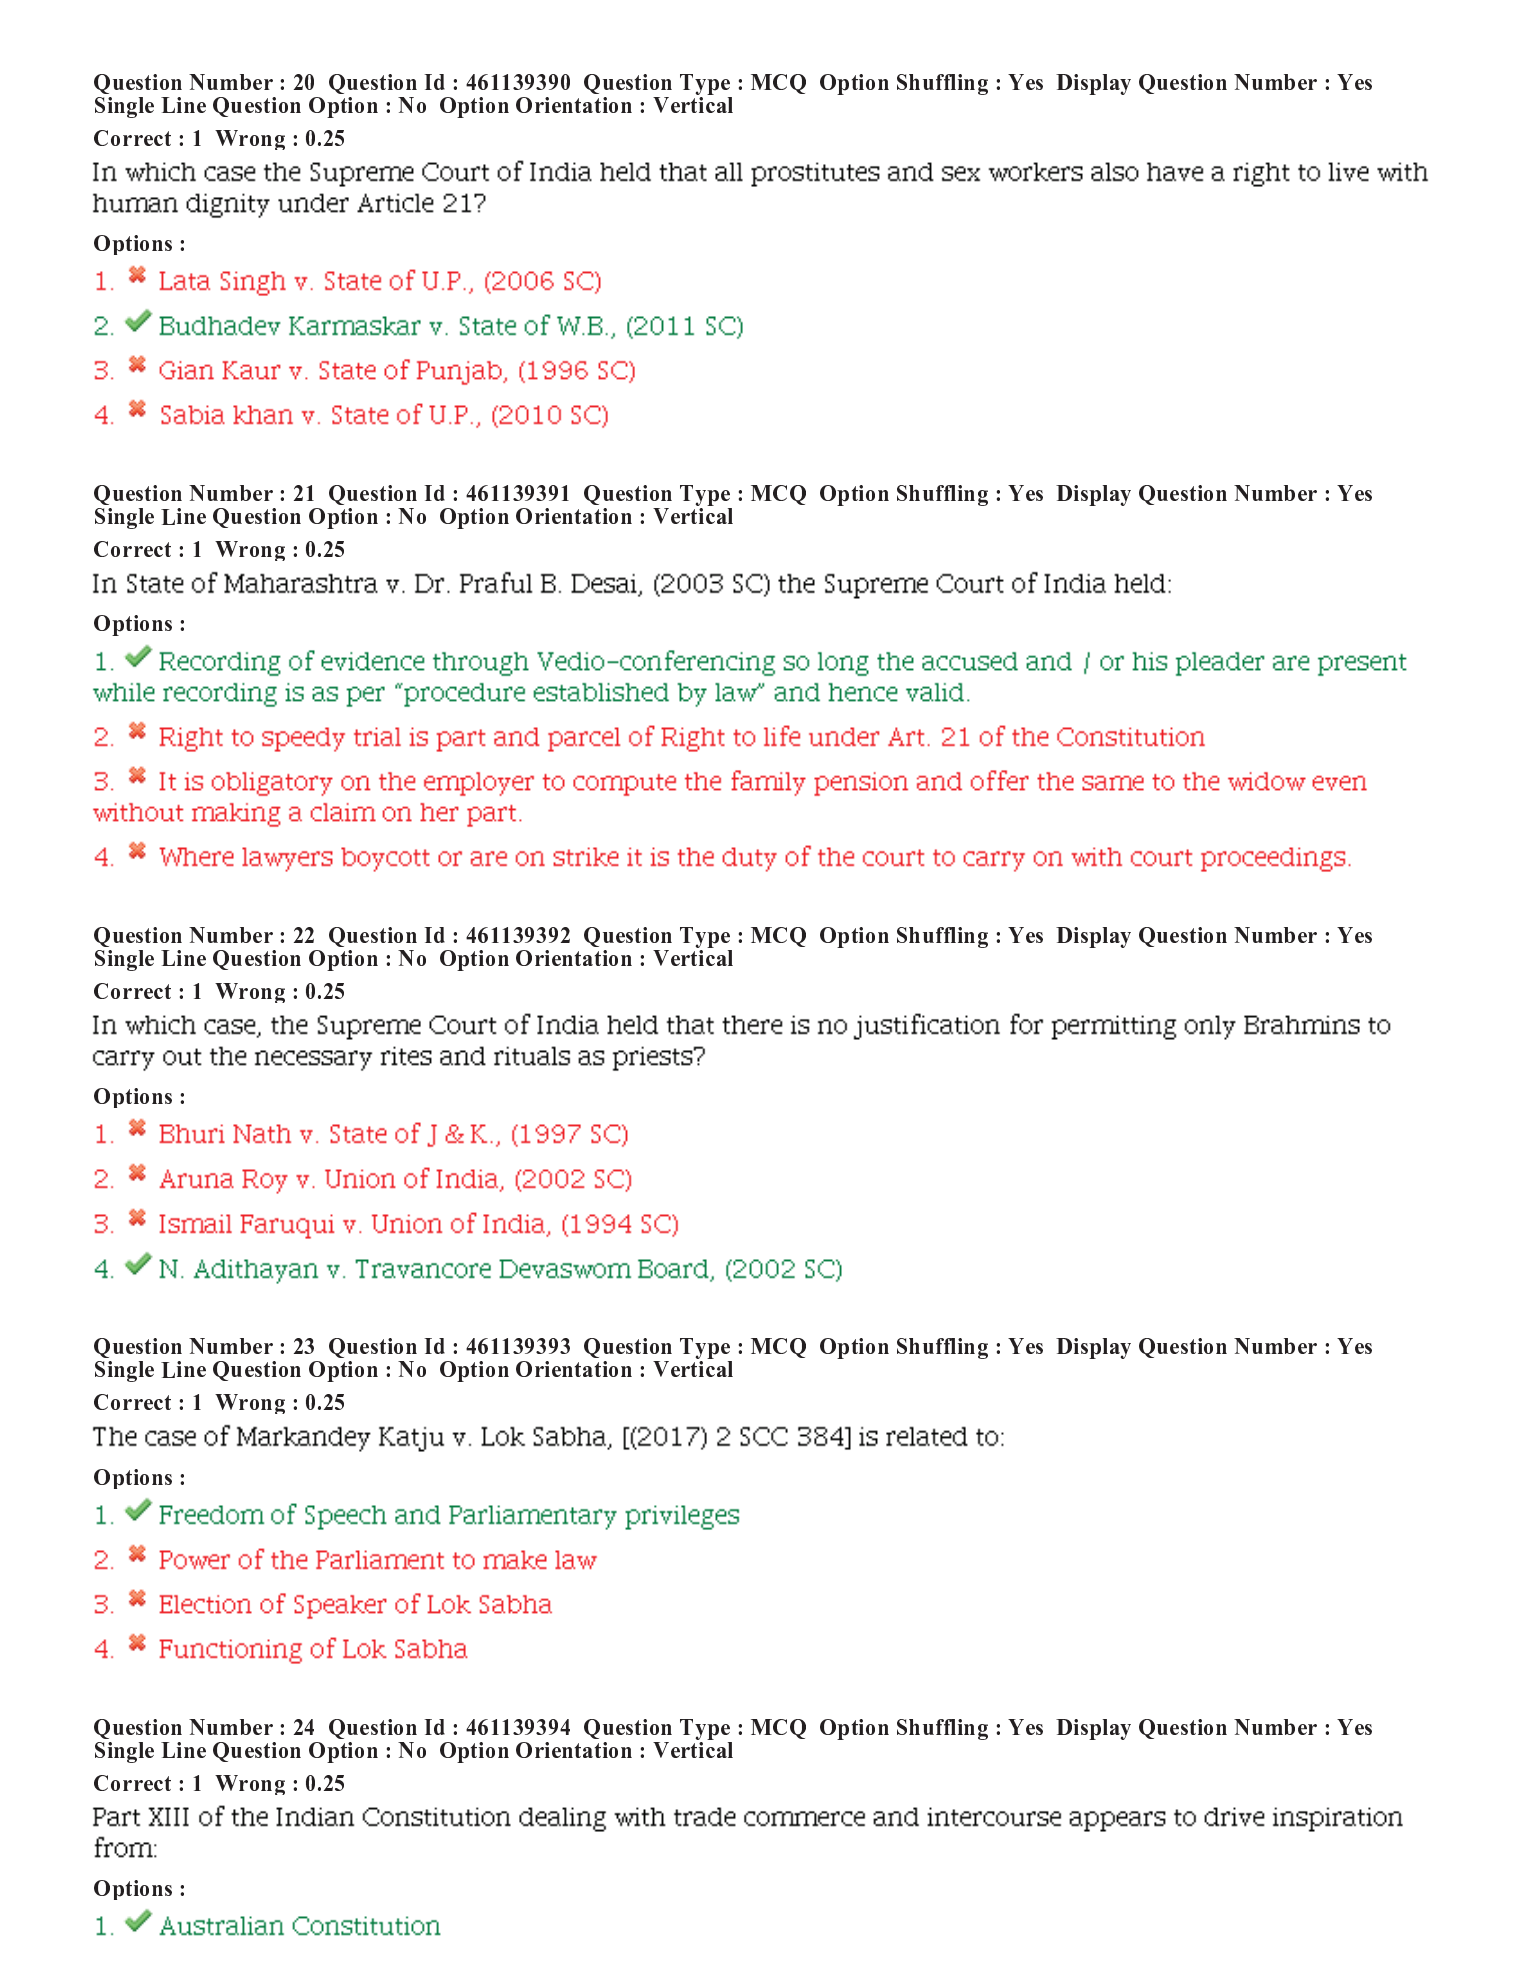 Question Number : 20 Question Id : 461139390 Question Type : MCQ Option Shuffling : Yes Display Question Number : Yes
Single Line Question Option : No Option Orientation : Vertical
Correct : 1 Wrong : 0.25
In which case the Supreme Court of India held that all prostitutes and sex workers also have a right to live with
human dignity under Article 21?
Options :
1. Lata Singh v. State of U.P., (2006 SC)
2. Budhadev Karmaskar v. State of W.B., (2011 SC)
3. Gian Kaur v. State of Punjab, (1996 SC)
4. Sabia khan v. State of U.P., (2010 SC)
Question Number : 21 Question Id : 461139391 Question Type : MCQ Option Shuffling : Yes Display Question Number : Yes
Single Line Question Option : No Option Orientation : Vertical
Correct : 1 Wrong : 0.25
In State of Maharashtra v. Dr. Praful B. Desai, (2003 SC) the Supreme Court of India held:
Options :
1. Recording of evidence through Vedio-conferencing so long the accused and / or his pleader are present
while recording is as per “procedure established by law” and hence valid.
2. Right to speedy trial is part and parcel of Right to life under Art. 21 of the Constitution
3. It is obligatory on the employer to compute the family pension and offer the same to the widow even
without making a claim on her part.
4. Where lawyers boycott or are on strike it is the duty of the court to carry on with court proceedings.
Question Number : 22 Question Id : 461139392 Question Type : MCQ Option Shuffling : Yes Display Question Number : Yes
Single Line Question Option : No Option Orientation : Vertical
Correct : 1 Wrong : 0.25
In which case, the Supreme Court of India held that there is no justification for permitting only Brahmins to
carry out the necessary rites and rituals as priests?
Options :
1. Bhuri Nath v. State of J & K., (1997 SC)
2. Aruna Roy v. Union of India, (2002 SC)
3. Ismail Faruqui v. Union of India, (1994 SC)
4. N. Adithayan v. Travancore Devaswom Board, (2002 SC)
Question Number : 23 Question Id : 461139393 Question Type : MCQ Option Shuffling : Yes Display Question Number : Yes
Single Line Question Option : No Option Orientation : Vertical
Correct : 1 Wrong : 0.25
The case of Markandey Katju v. Lok Sabha, [(2017) 2 SCC 384] is related to:
Options :
1. Freedom of Speech and Parliamentary privileges
2. Power of the Parliament to make law
3. Election of Speaker of Lok Sabha
4. Functioning of Lok Sabha
Question Number : 24 Question Id : 461139394 Question Type : MCQ Option Shuffling : Yes Display Question Number : Yes
Single Line Question Option : No Option Orientation : Vertical
Correct : 1 Wrong : 0.25
Part XIII of the Indian Constitution dealing with trade commerce and intercourse appears to drive inspiration
from:
Options :
1. Australian Constitution